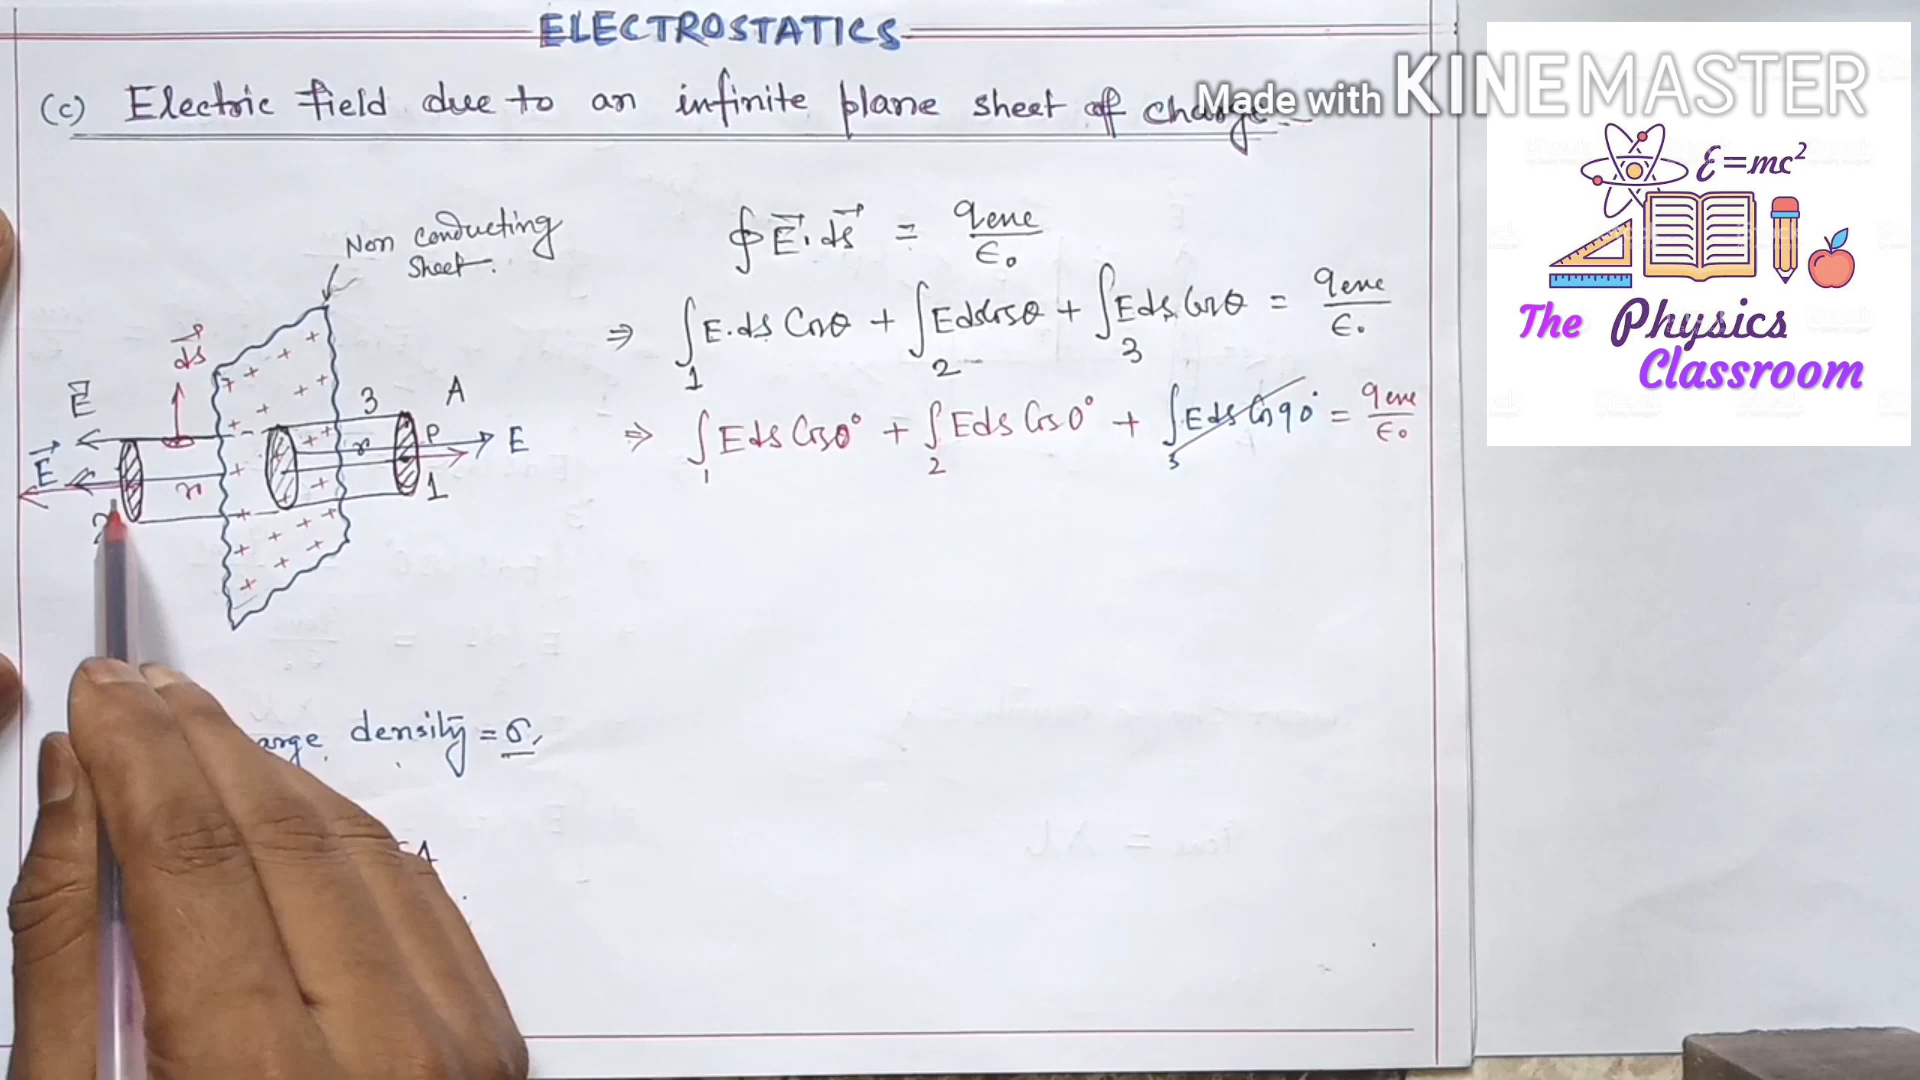 ELECTROSTATICS
(c) Electric field due to an infinite plane sheet of charge :-
Made with KINEMASTER
E=mc²
The Physics Classroom
Non conducting
Sheet.
∮ E⃗ . ds⃗ = qenc / ε₀
⇒ ∫₁ E.ds Cosθ + ∫₂ Eds Cosθ + ∫₃ Eds Cosθ = qenc / ε₀
⇒ ∫₁ Eds Cos0° + ∫₂ Eds Cos0° + ∫₃ Eds Cos90° = qenc / ε₀
ds⃗
E⃗
3
A
E⃗
r
r
P
E
1
2
density = σ,